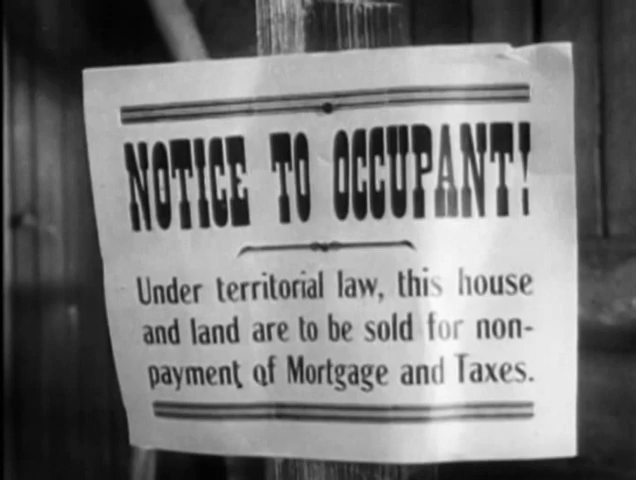 NOTICE TO OCCUPANT!
Under territorial law, this house
and land are to be sold for non-
payment of Mortgage and Taxes.